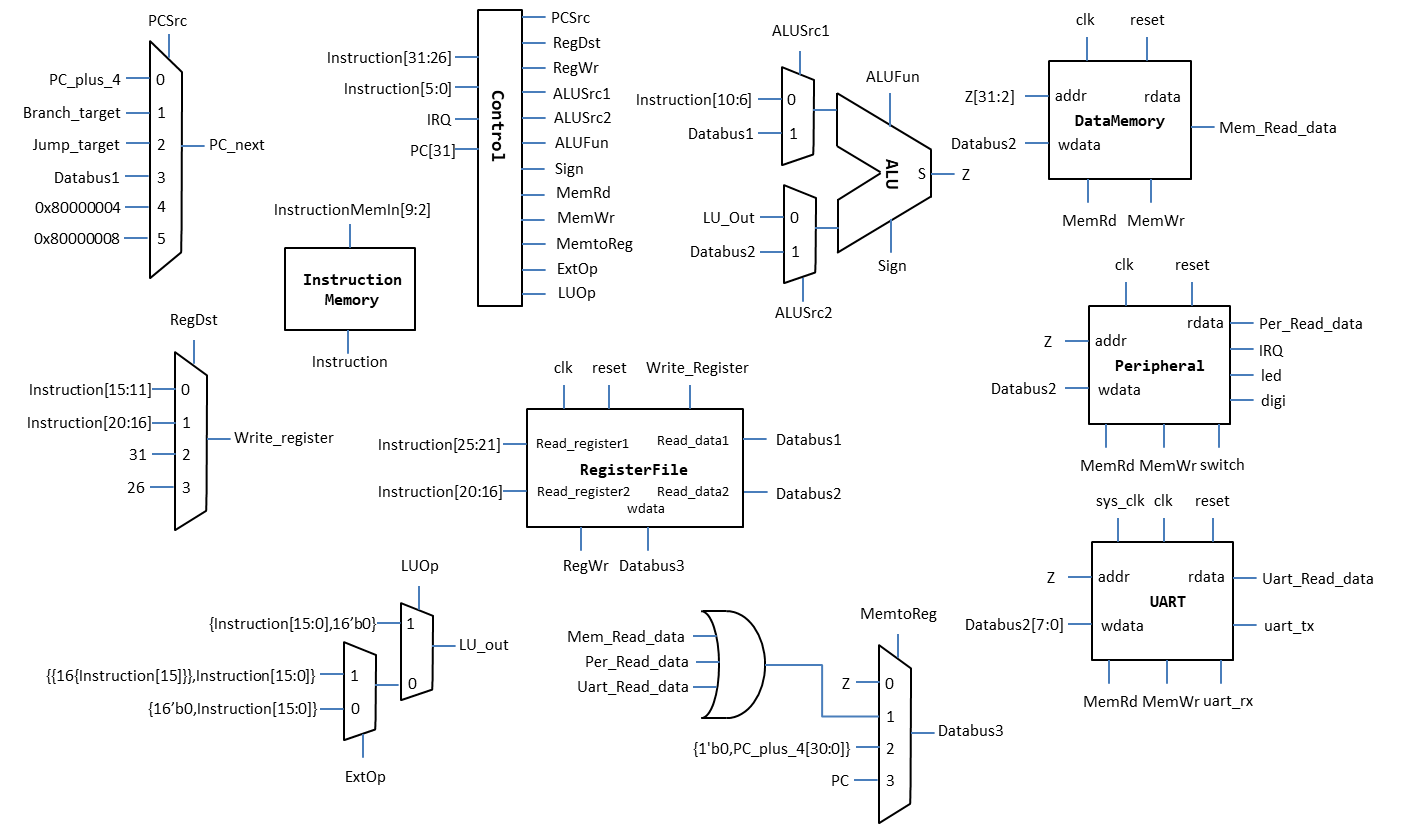 PCSrc
PC_plus_4
0
Branch_target
1
Jump_target
2
PC_next
Databus1
3
0x80000004
4
0x80000008
5
InstructionMemIn[9:2]
Instruction
Memory
Instruction
Instruction[31:26]
Instruction[5:0]
IRQ
PC[31]
Control
PCSrc
RegDst
RegWr
ALUSrc1
ALUSrc2
ALUFun
Sign
MemRd
MemWr
MemtoReg
ExtOp
LUOp
ALUSrc1
Instruction[10:6]
0
Databus1
1
LU_Out
0
Databus2
1
ALUSrc2
ALUFun
ALU
S
Z
Sign
clk
reset
Z[31:2]
addr
rdata
DataMemory
Databus2
wdata
Mem_Read_data
MemRd
MemWr
clk
reset
rdata
Per_Read_data
Z
addr
IRQ
Peripheral
led
Databus2
wdata
digi
MemRd
MemWr
switch
RegDst
Instruction[15:11]
0
Instruction[20:16]
1
Write_register
31
2
26
3
clk
reset
Write_Register
Instruction[25:21]
Read_register1
Read_data1
Databus1
RegisterFile
Instruction[20:16]
Read_register2
Read_data2
Databus2
wdata
RegWr
Databus3
sys_clk
clk
reset
Z
addr
rdata
Uart_Read_data
UART
Databus2[7:0]
wdata
uart_tx
MemRd
MemWr
uart_rx
LUOp
{Instruction[15:0],16’b0}
1
LU_out
{{16{Instruction[15]}},Instruction[15:0]}
1
0
{16’b0,Instruction[15:0]}
0
ExtOp
Mem_Read_data
Per_Read_data
Uart_Read_data
MemtoReg
Z
0
1
{1'b0,PC_plus_4[30:0]}
2
PC
3
Databus3